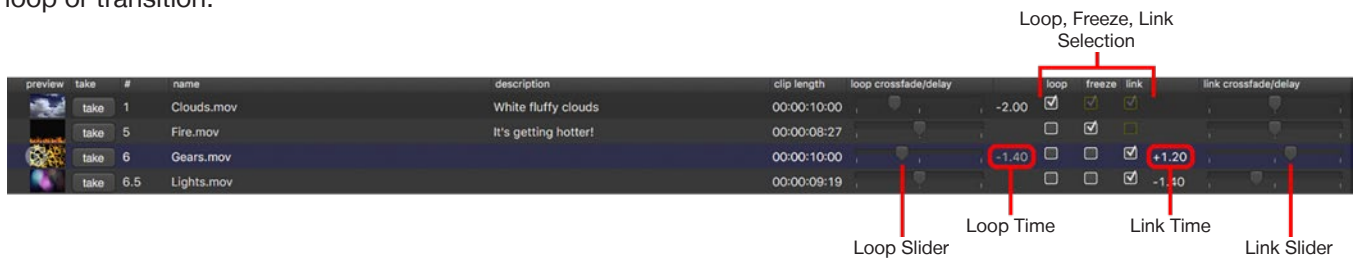 loop or transition.
Loop, Freeze, Link
Selection
preview take # name description clip length loop crossfade/delay loop freeze link link crossfade/delay
take 1 Clouds.mov White fluffy clouds 00:00:10:00 -2.00
take 5 Fire.mov It's getting hotter! 00:00:08:27
take 6 Gears.mov 00:00:10:00 -1.40 +1.20
take 6.5 Lights.mov 00:00:09:19 -1.40
Loop Time Link Time
Loop Slider Link Slider